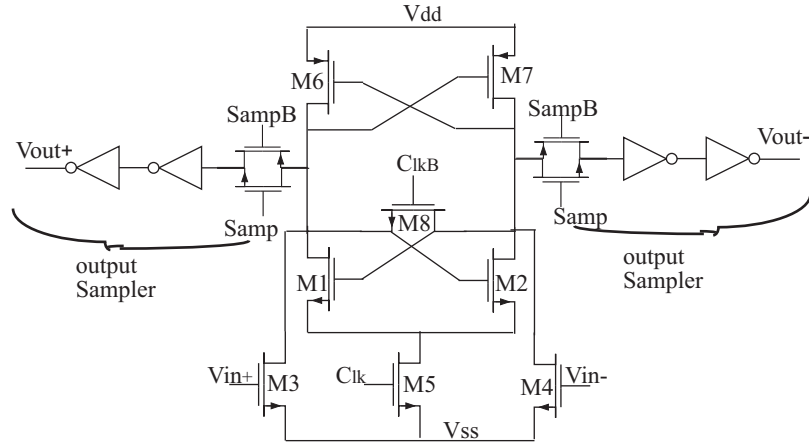 Vdd
M6
M7
SampB
SampB
Vout+
Vout-
ClkB
M8
Samp
Samp
output
Sampler
output
Sampler
M1
M2
Vin+
M3
Clk
M5
M4
Vin-
Vss